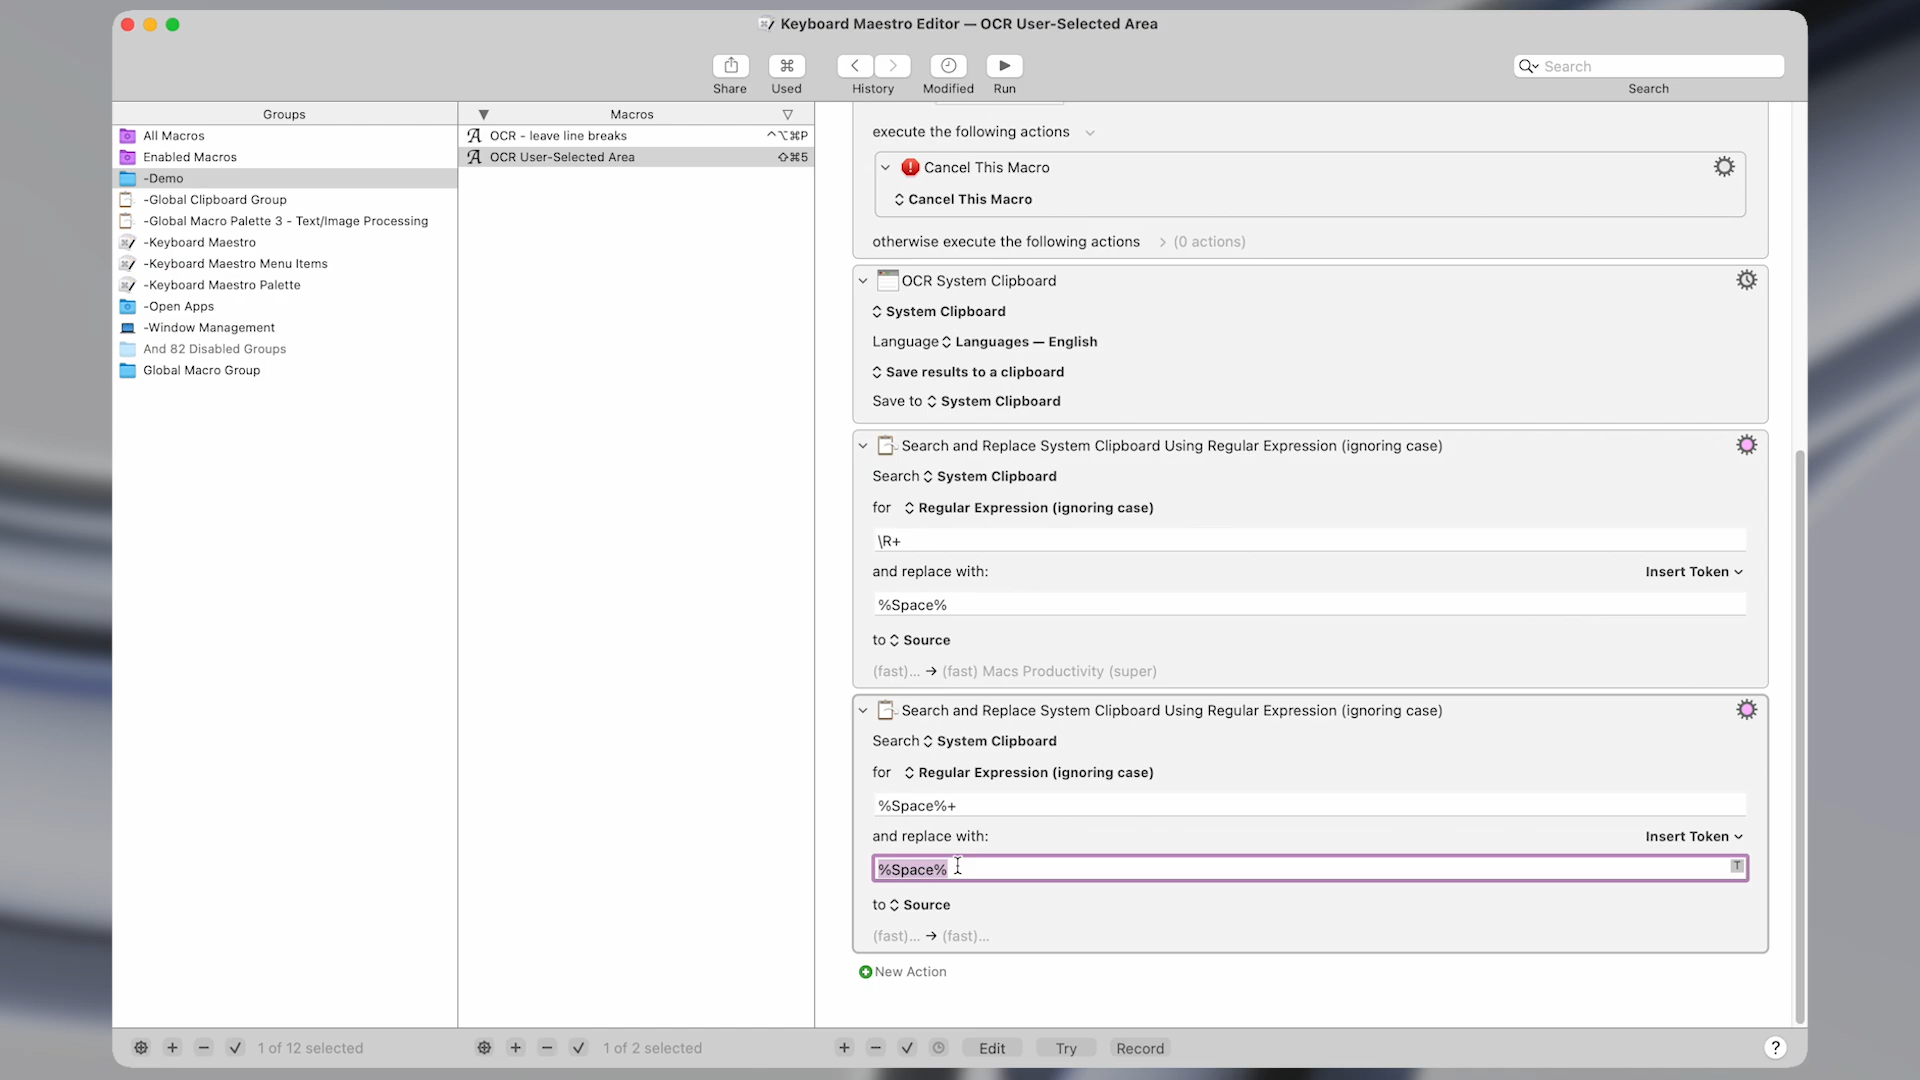 Keyboard Maestro Editor — OCR User-Selected Area
Share
Used
History
Modified
Run
Search
Search
Groups
All Macros
Enabled Macros
-Demo
-Global Clipboard Group
-Global Macro Palette 3 - Text/Image Processing
-Keyboard Maestro
-Keyboard Maestro Menu Items
-Keyboard Maestro Palette
-Open Apps
-Window Management
And 82 Disabled Groups
Global Macro Group
1 of 12 selected
Macros
OCR - leave line breaks ^⌥⌘P
OCR User-Selected Area ⇧⌘5
1 of 2 selected
execute the following actions
Cancel This Macro
Cancel This Macro
otherwise execute the following actions > (0 actions)
OCR System Clipboard
System Clipboard
Language Languages — English
Save results to a clipboard
Save to System Clipboard
Search and Replace System Clipboard Using Regular Expression (ignoring case)
Search System Clipboard
for Regular Expression (ignoring case)
\R+
and replace with: Insert Token
%Space%
to Source
(fast)... → (fast) Macs Productivity (super)
Search and Replace System Clipboard Using Regular Expression (ignoring case)
Search System Clipboard
for Regular Expression (ignoring case)
%Space%+
and replace with: Insert Token
%Space% T
to Source
(fast)... → (fast)...
New Action
Edit
Try
Record
?